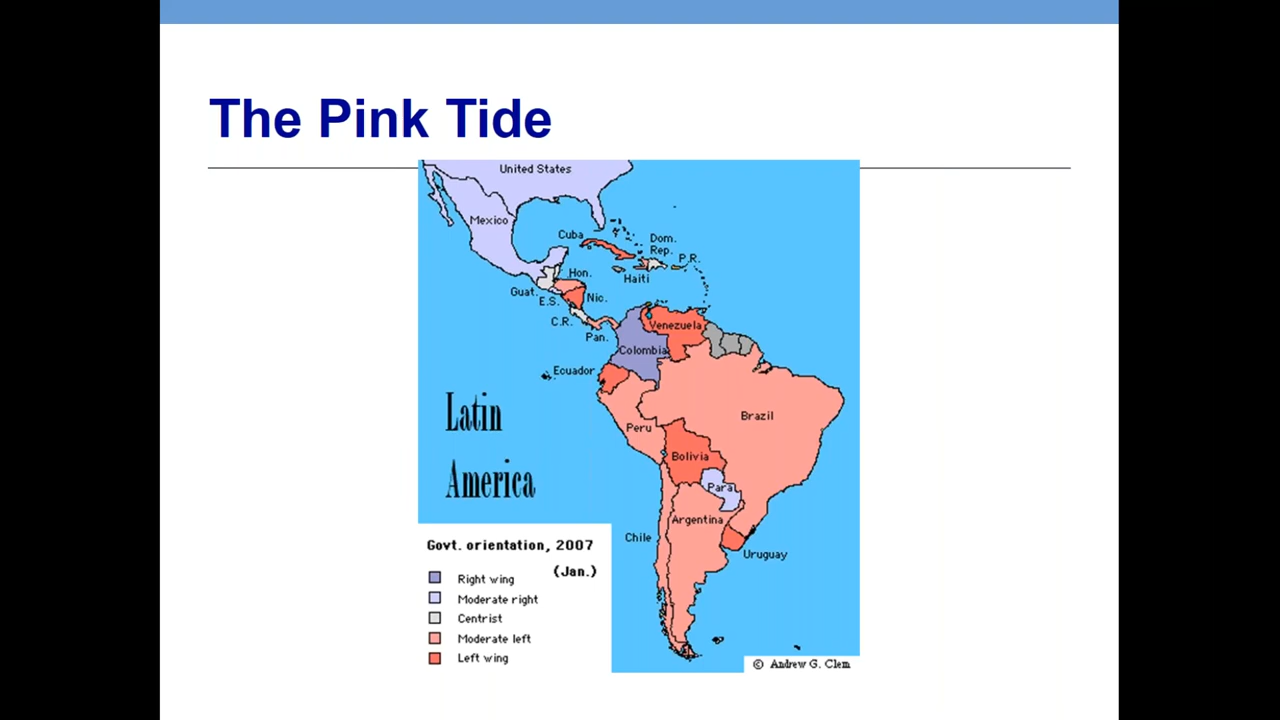 The Pink Tide
United States
Mexico
Cuba
Dom.
Rep.
P.R.
Haiti
Hon.
Guat.
E.S.
Nic.
C.R.
Pan.
Venezuela
Colombia
Ecuador
Brazil
Peru
Bolivia
Para.
Argentina
Chile
Uruguay
Latin
America
Govt. orientation, 2007
(Jan.)
Right wing
Moderate right
Centrist
Moderate left
Left wing
© Andrew G. Clem